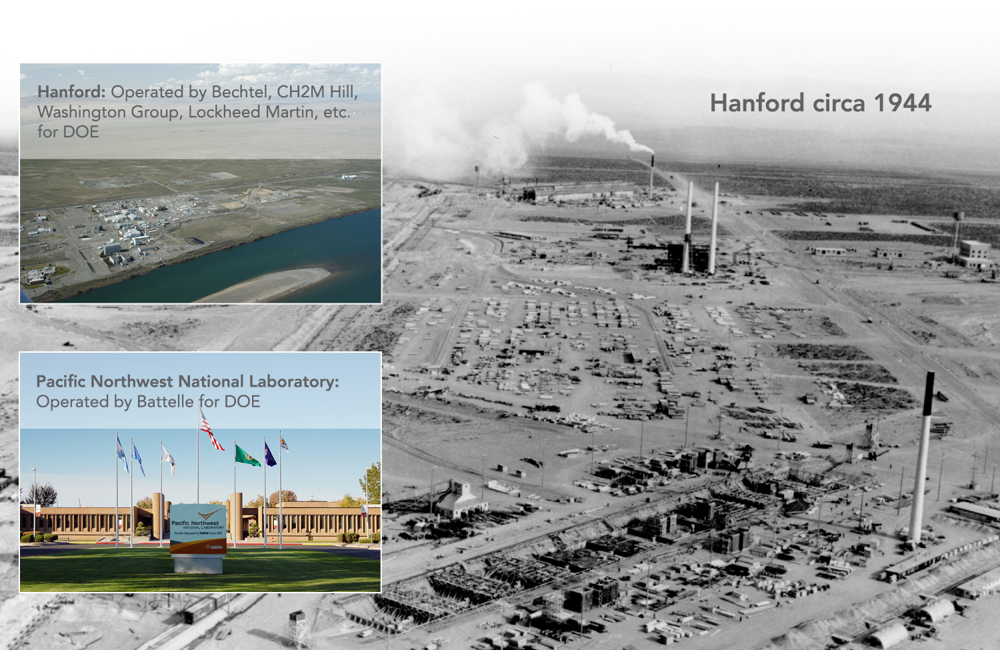 Hanford: Operated by Bechtel, CH2M Hill,
Washington Group, Lockheed Martin, etc.
for DOE
Hanford circa 1944
Pacific Northwest National Laboratory:
Operated by Battelle for DOE
Pacific Northwest
NATIONAL LABORATORY
Proudly Operated by Battelle Since 1965
ENERGY